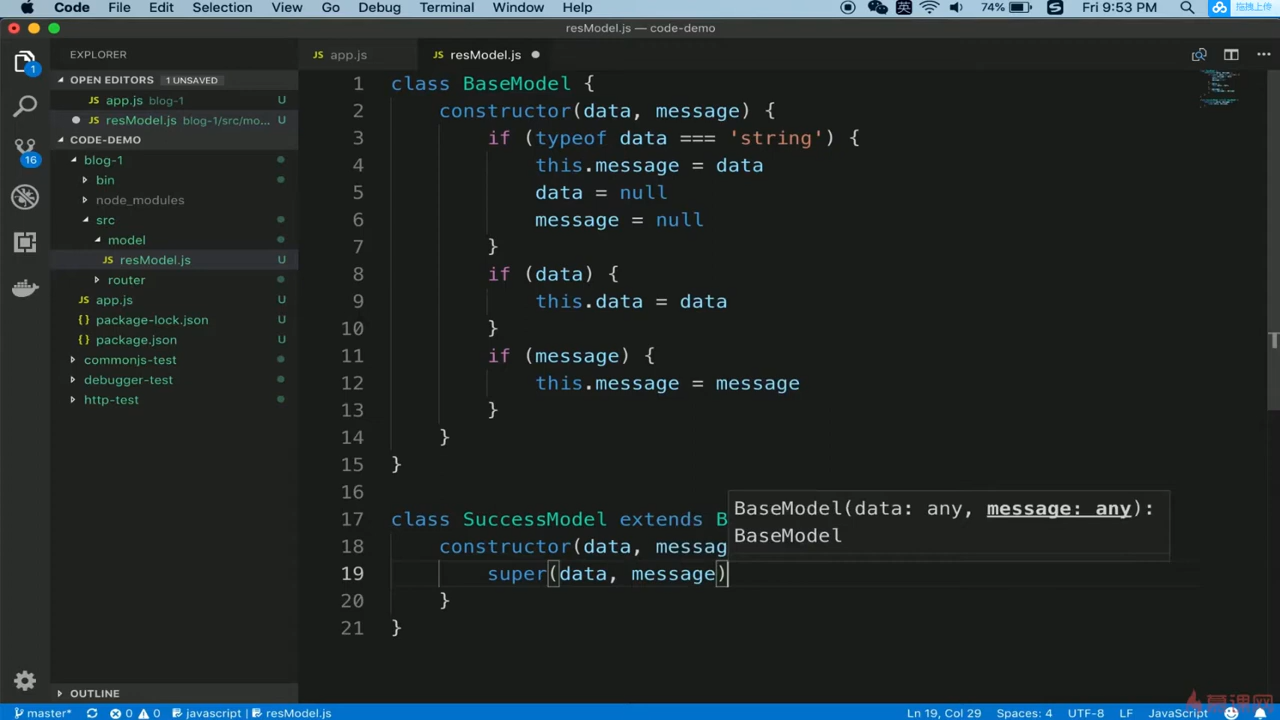 Code File Edit Selection View Go Debug Terminal Window Help 英 74% Fri 9:53 PM 拖拽上传
resModel.js — code-demo
EXPLORER
JS app.js
JS resModel.js
1
OPEN EDITORS 1 UNSAVED
JS app.js blog-1 U
JS resModel.js blog-1/src/mo... U
CODE-DEMO
16
blog-1
bin
node_modules
src
model
JS resModel.js U
router
JS app.js U
{} package-lock.json U
{} package.json U
commonjs-test
debugger-test
http-test
OUTLINE
1 class BaseModel {
2 constructor(data, message) {
3 if (typeof data === 'string') {
4 this.message = data
5 data = null
6 message = null
7 }
8 if (data) {
9 this.data = data
10 }
11 if (message) {
12 this.message = message
13 }
14 }
15 }
16
17 class SuccessModel extends B
18 constructor(data, messag
19 super(data, message)
20 }
21 }
BaseModel(data: any, message: any):
BaseModel
master* 0 0 javascript | resModel.js Ln 19, Col 29 Spaces: 4 UTF-8 LF JavaScript